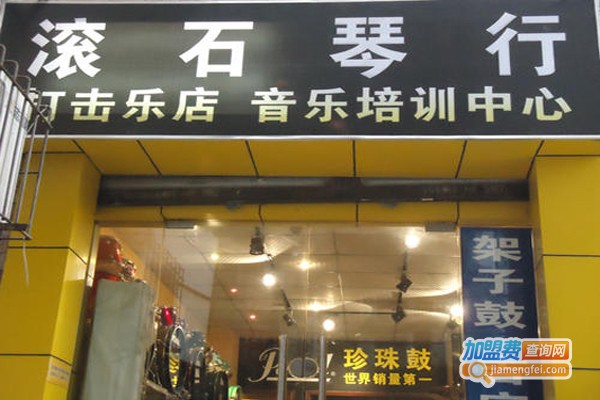 滚石琴行
打击乐店 音乐培训中心
架子鼓
Pearl
珍珠鼓
世界销量第一
加盟费查询网
jiamengfei.com